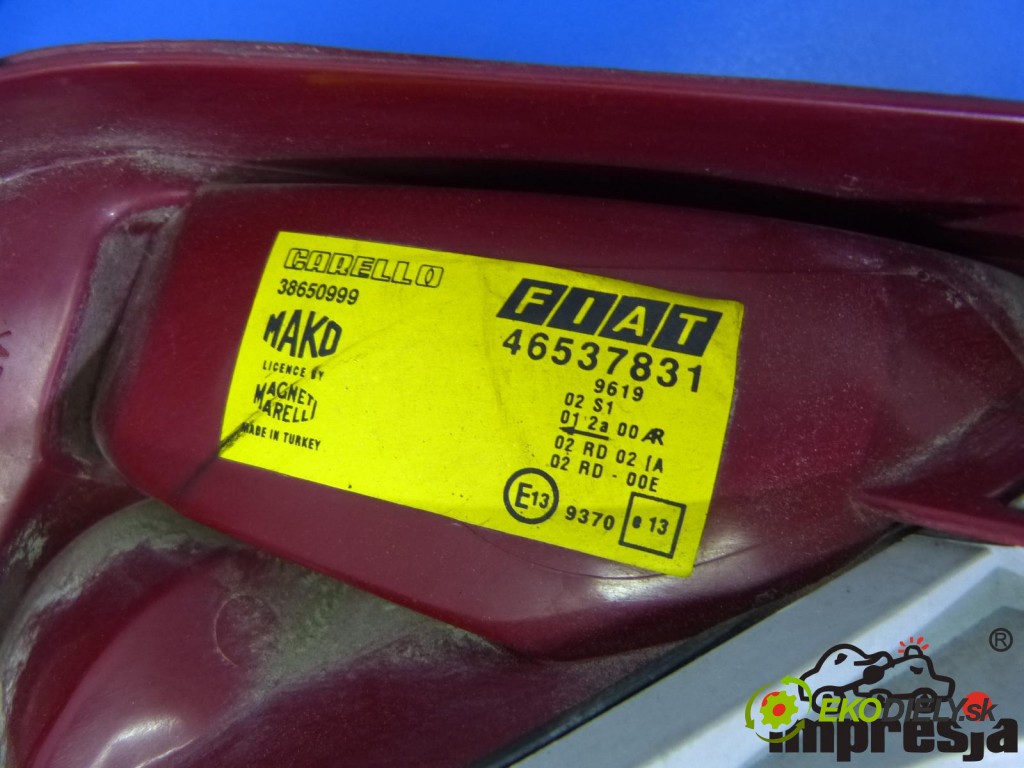 CARELLO
38650999
MAKO
LICENCE BY
MAGNETI
MARELLI
MADE IN TURKEY
FIAT
46537831
9619
02 S1
01 2a 00 AR
02 RD 02 IA
02 RD - 00E
E13 9370 e 13
®
EKODIELY.sk
impresja